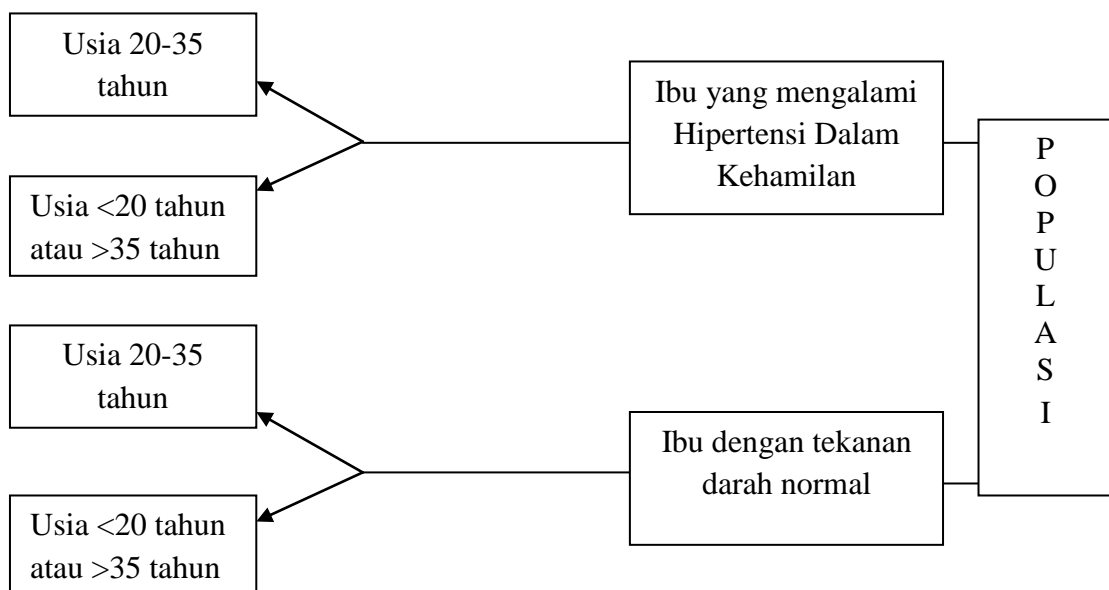 Usia 20-35
tahun
Usia <20 tahun
atau >35 tahun
Usia 20-35
tahun
Usia <20 tahun
atau >35 tahun
Ibu yang mengalami
Hipertensi Dalam
Kehamilan
Ibu dengan tekanan
darah normal
P
O
P
U
L
A
S
I